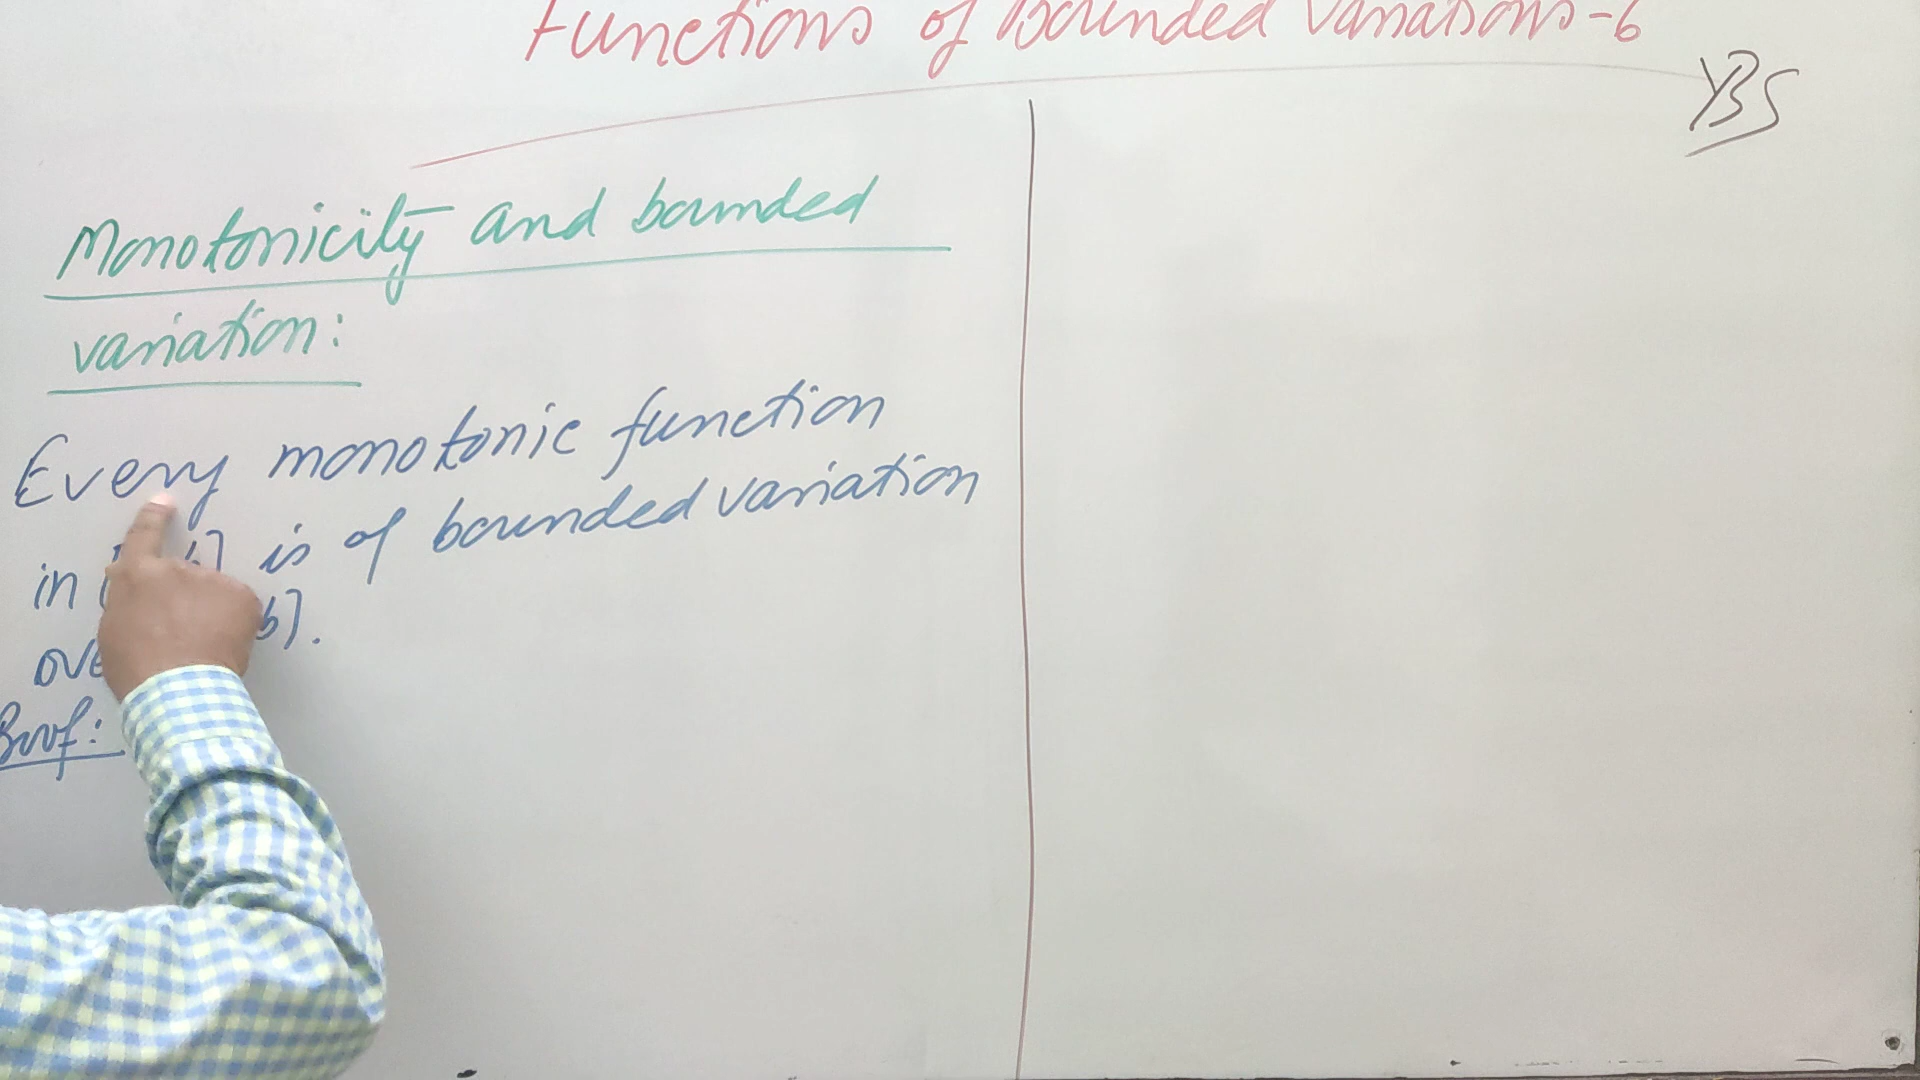 Functions of Bounded Variations-6
YBS
Monotonicity and bounded
variation:
Every monotonic function
in b] is of bounded variation
b].
Proof: